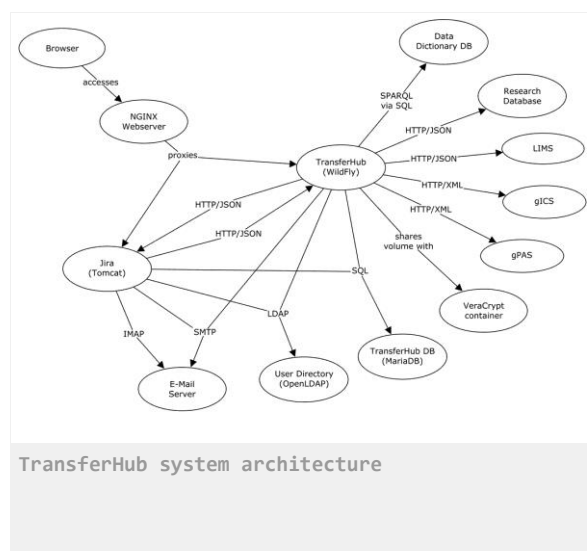 Browser
accesses
NGINX
Webserver
proxies
Data
Dictionary DB
SPARQL
via SQL
Research
Database
HTTP/JSON
TransferHub
(WildFly)
HTTP/JSON
LIMS
HTTP/XML
gICS
HTTP/XML
gPAS
HTTP/JSON
HTTP/JSON
shares
volume with
VeraCrypt
container
Jira
(Tomcat)
SQL
LDAP
IMAP
SMTP
TransferHub DB
(MariaDB)
User Directory
(OpenLDAP)
E-Mail
Server
TransferHub system architecture